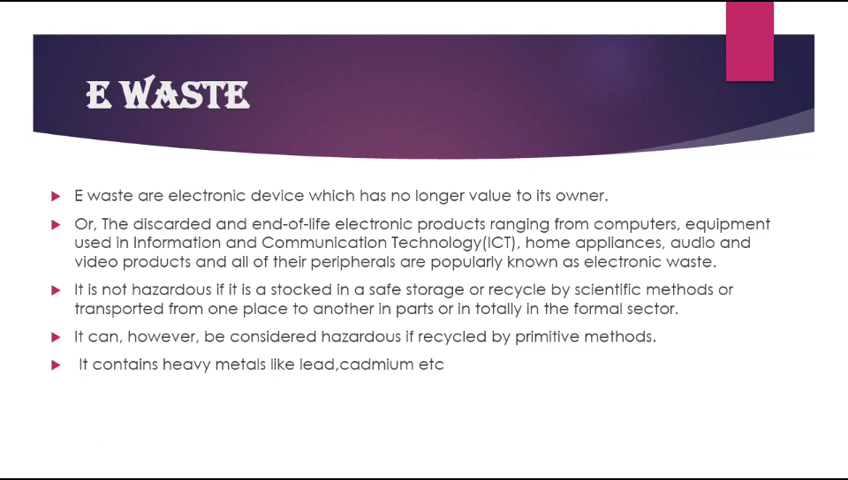 E WASTE
E waste are electronic device which has no longer value to its owner.
Or, The discarded and end-of-life electronic products ranging from computers, equipment
used in Information and Communication Technology(ICT), home appliances, audio and
video products and all of their peripherals are popularly known as electronic waste.
It is not hazardous if it is a stocked in a safe storage or recycle by scientific methods or
transported from one place to another in parts or in totally in the formal sector.
It can, however, be considered hazardous if recycled by primitive methods.
It contains heavy metals like lead,cadmium etc